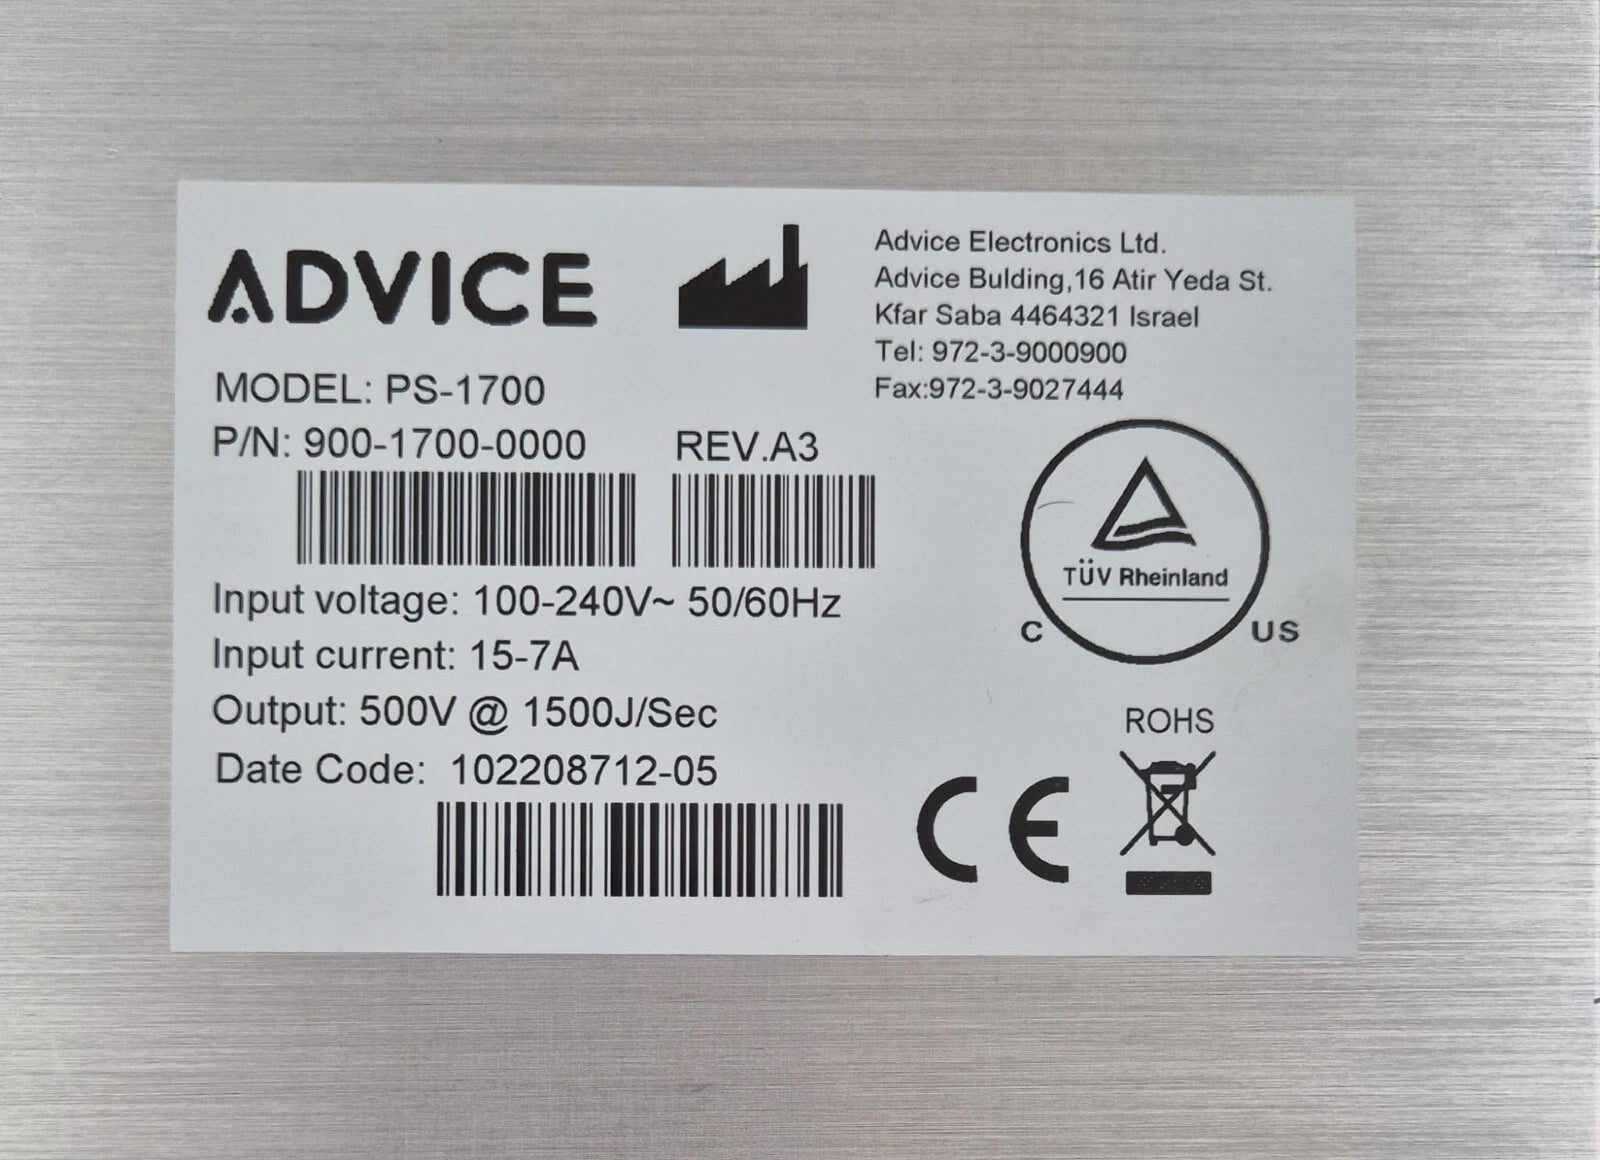 ADVICE
Advice Electronics Ltd.
Advice Bulding,16 Atir Yeda St.
Kfar Saba 4464321 Israel
Tel: 972-3-9000900
Fax:972-3-9027444
MODEL: PS-1700
P/N: 900-1700-0000 REV.A3
TÜV Rheinland
C US
Input voltage: 100-240V~ 50/60Hz
Input current: 15-7A
Output: 500V @ 1500J/Sec
Date Code: 102208712-05
ROHS
CE